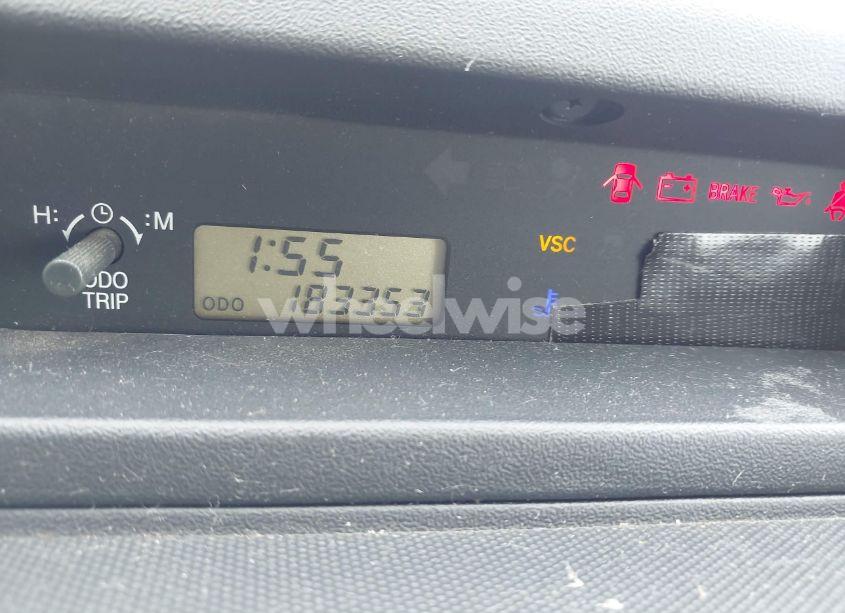 H: :M
ODO
TRIP
1:55
ODO 183353
BRAKE
VSC
wheelwise